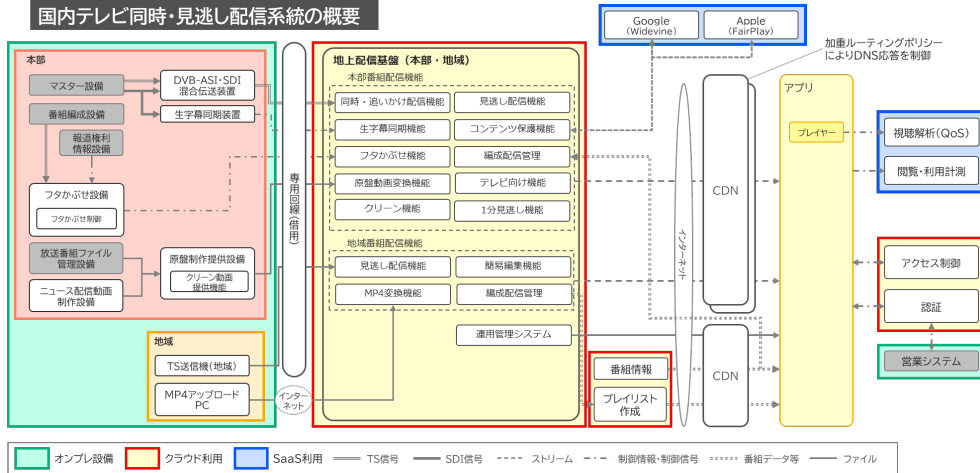 国内テレビ同時・見逃し配信系統の概要
Google
(Widevine)
Apple
(FairPlay)
加重ルーティングポリシー
によりDNS応答を制御
本部
マスター設備
DVB-ASI・SDI
混合伝送装置
番組編成設備
生字幕同期装置
報道権利
情報設備
フタかぶせ設備
フタかぶせ制御
放送番組ファイル
管理設備
ニュース配信動画
制作設備
原盤制作提供設備
クリーン動画
提供機能
地域
TS送信機(地域)
MP4アップロード
PC
専用回線(借用)
インター
ネット
地上配信基盤(本部・地域)
本部番組配信機能
同時・追いかけ配信機能
見逃し配信機能
生字幕同期機能
コンテンツ保護機能
フタかぶせ機能
編成配信管理
原盤動画変換機能
テレビ向け機能
クリーン機能
1分見逃し機能
地域番組配信機能
見逃し配信機能
簡易編集機能
MP4変換機能
編成配信管理
運用管理システム
番組情報
プレイリスト
作成
インターネット
CDN
CDN
アプリ
プレイヤー
視聴解析(QoS)
閲覧・利用計測
アクセス制御
認証
営業システム
オンプレ設備
クラウド利用
SaaS利用
TS信号
SDI信号
ストリーム
制御情報・制御信号
番組データ等
ファイル